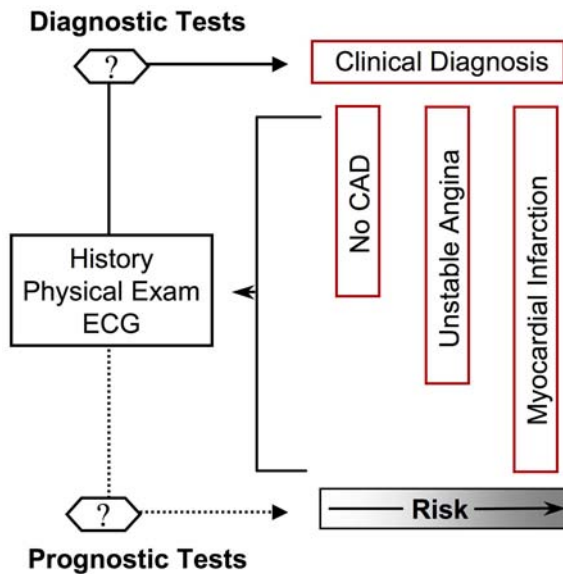 Diagnostic Tests
?
Clinical Diagnosis
No CAD
Unstable Angina
Myocardial Infarction
History
Physical Exam
ECG
?
Risk
Prognostic Tests